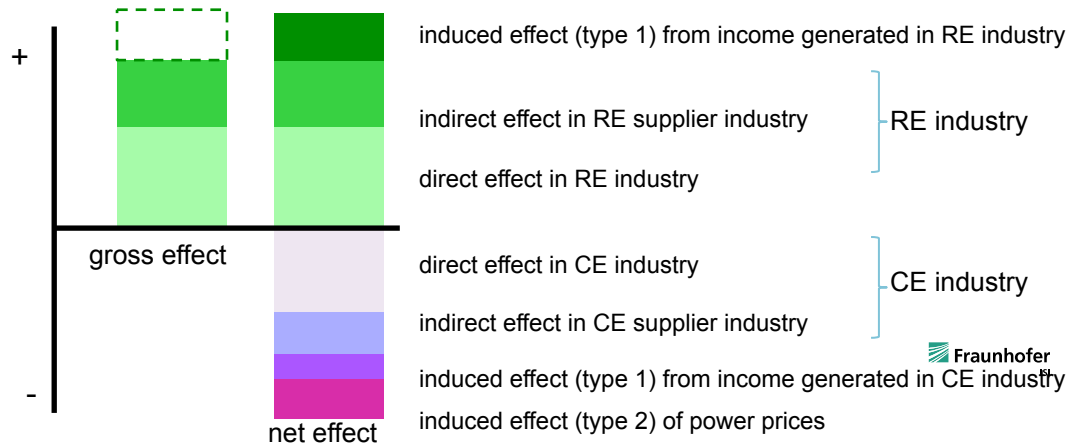 induced effect (type 1) from income generated in RE industry
+
indirect effect in RE supplier industry
RE industry
direct effect in RE industry
gross effect
direct effect in CE industry
CE industry
indirect effect in CE supplier industry
Fraunhofer
ISI
induced effect (type 1) from income generated in CE industry
-
induced effect (type 2) of power prices
net effect